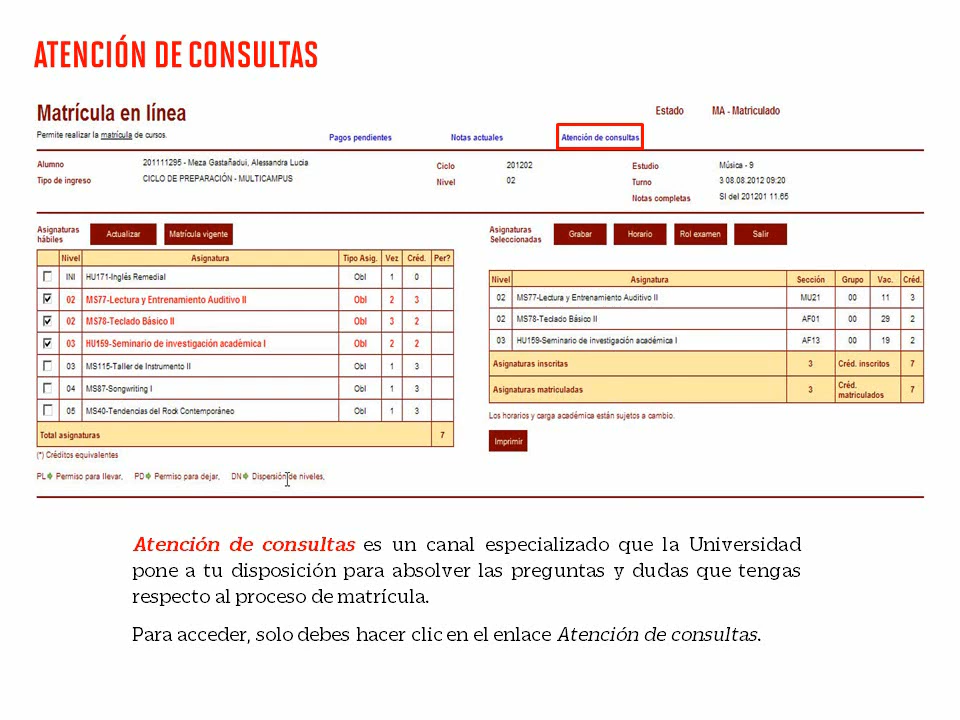 ATENCIÓN DE CONSULTAS
Matrícula en línea
Estado MA - Matriculado
Permite realizar la matrícula de cursos.
Pagos pendientes Notas actuales Atención de consultas
Alumno 201111295 - Meza Gastañadui, Alessandra Lucia Ciclo 201202 Estudio Música - 9
Tipo de ingreso CICLO DE PREPARACIÓN - MULTICAMPUS Nivel 02 Turno 3 08.08.2012 09:20
Notas completas SI del 201201 11.65
Asignaturas hábiles Actualizar Matrícula vigente
Nivel Asignatura Tipo Asig. Vez Créd. Per?
INI HU171-Inglés Remedial Obl 1 0
02 MS77-Lectura y Entrenamiento Auditivo II Obl 2 3
02 MS78-Teclado Básico II Obl 3 2
03 HU159-Seminario de investigación académica I Obl 2 2
03 MS115-Taller de Instrumento II Obl 1 3
04 MS87-Songwriting I Obl 1 3
05 MS40-Tendencias del Rock Contemporáneo Obl 1 3
Total asignaturas 7
(*) Créditos equivalentes
PL Permiso para llevar, PD Permiso para dejar, DN Dispersión de niveles,
Asignaturas Seleccionadas Grabar Horario Rol examen Salir
Nivel Asignatura Sección Grupo Vac. Créd.
02 MS77-Lectura y Entrenamiento Auditivo II MU21 00 11 3
02 MS78-Teclado Básico II AF01 00 29 2
03 HU159-Seminario de investigación académica I AF13 00 19 2
Asignaturas inscritas 3 Créd. inscritos 7
Asignaturas matriculadas 3 Créd. matriculados 7
Los horarios y carga académica están sujetos a cambio.
Imprimir
Atención de consultas es un canal especializado que la Universidad
pone a tu disposición para absolver las preguntas y dudas que tengas
respecto al proceso de matrícula.
Para acceder, solo debes hacer clic en el enlace Atención de consultas.